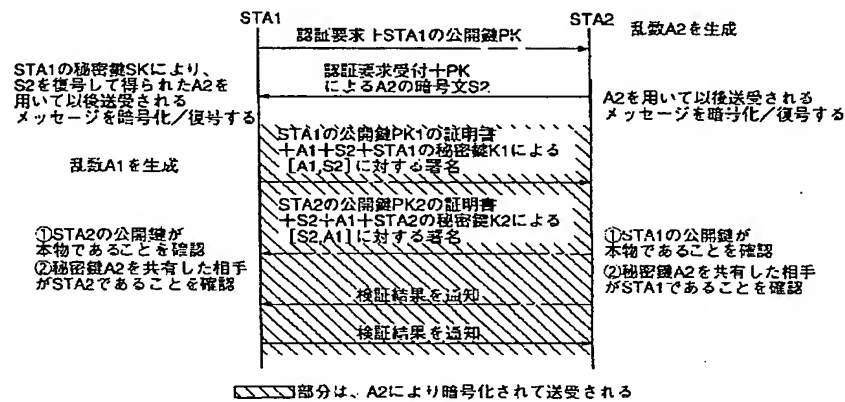 STA1
STA2
乱数A2を生成
認証要求+STA1の公開鍵PK
STA1の秘密鍵SKにより、
S2を復号して得られたA2を
用いて以後送受される
メッセージを暗号化/復号する
認証要求受付+PK
によるA2の暗号文S2
A2を用いて以後送受される
メッセージを暗号化/復号する
STA1の公開鍵PK1の証明書
+A1+S2+STA1の秘密鍵K1による
[A1,S2]に対する署名
乱数A1を生成
STA2の公開鍵PK2の証明書
+S2+A1+STA2の秘密鍵K2による
[S2,A1]に対する署名
①STA2の公開鍵が
本物であることを確認
②秘密鍵A2を共有した相手
がSTA2であることを確認
①STA1の公開鍵が
本物であることを確認
②秘密鍵A2を共有した相手
がSTA1であることを確認
検証結果を通知
検証結果を通知
部分は、A2により暗号化されて送受される